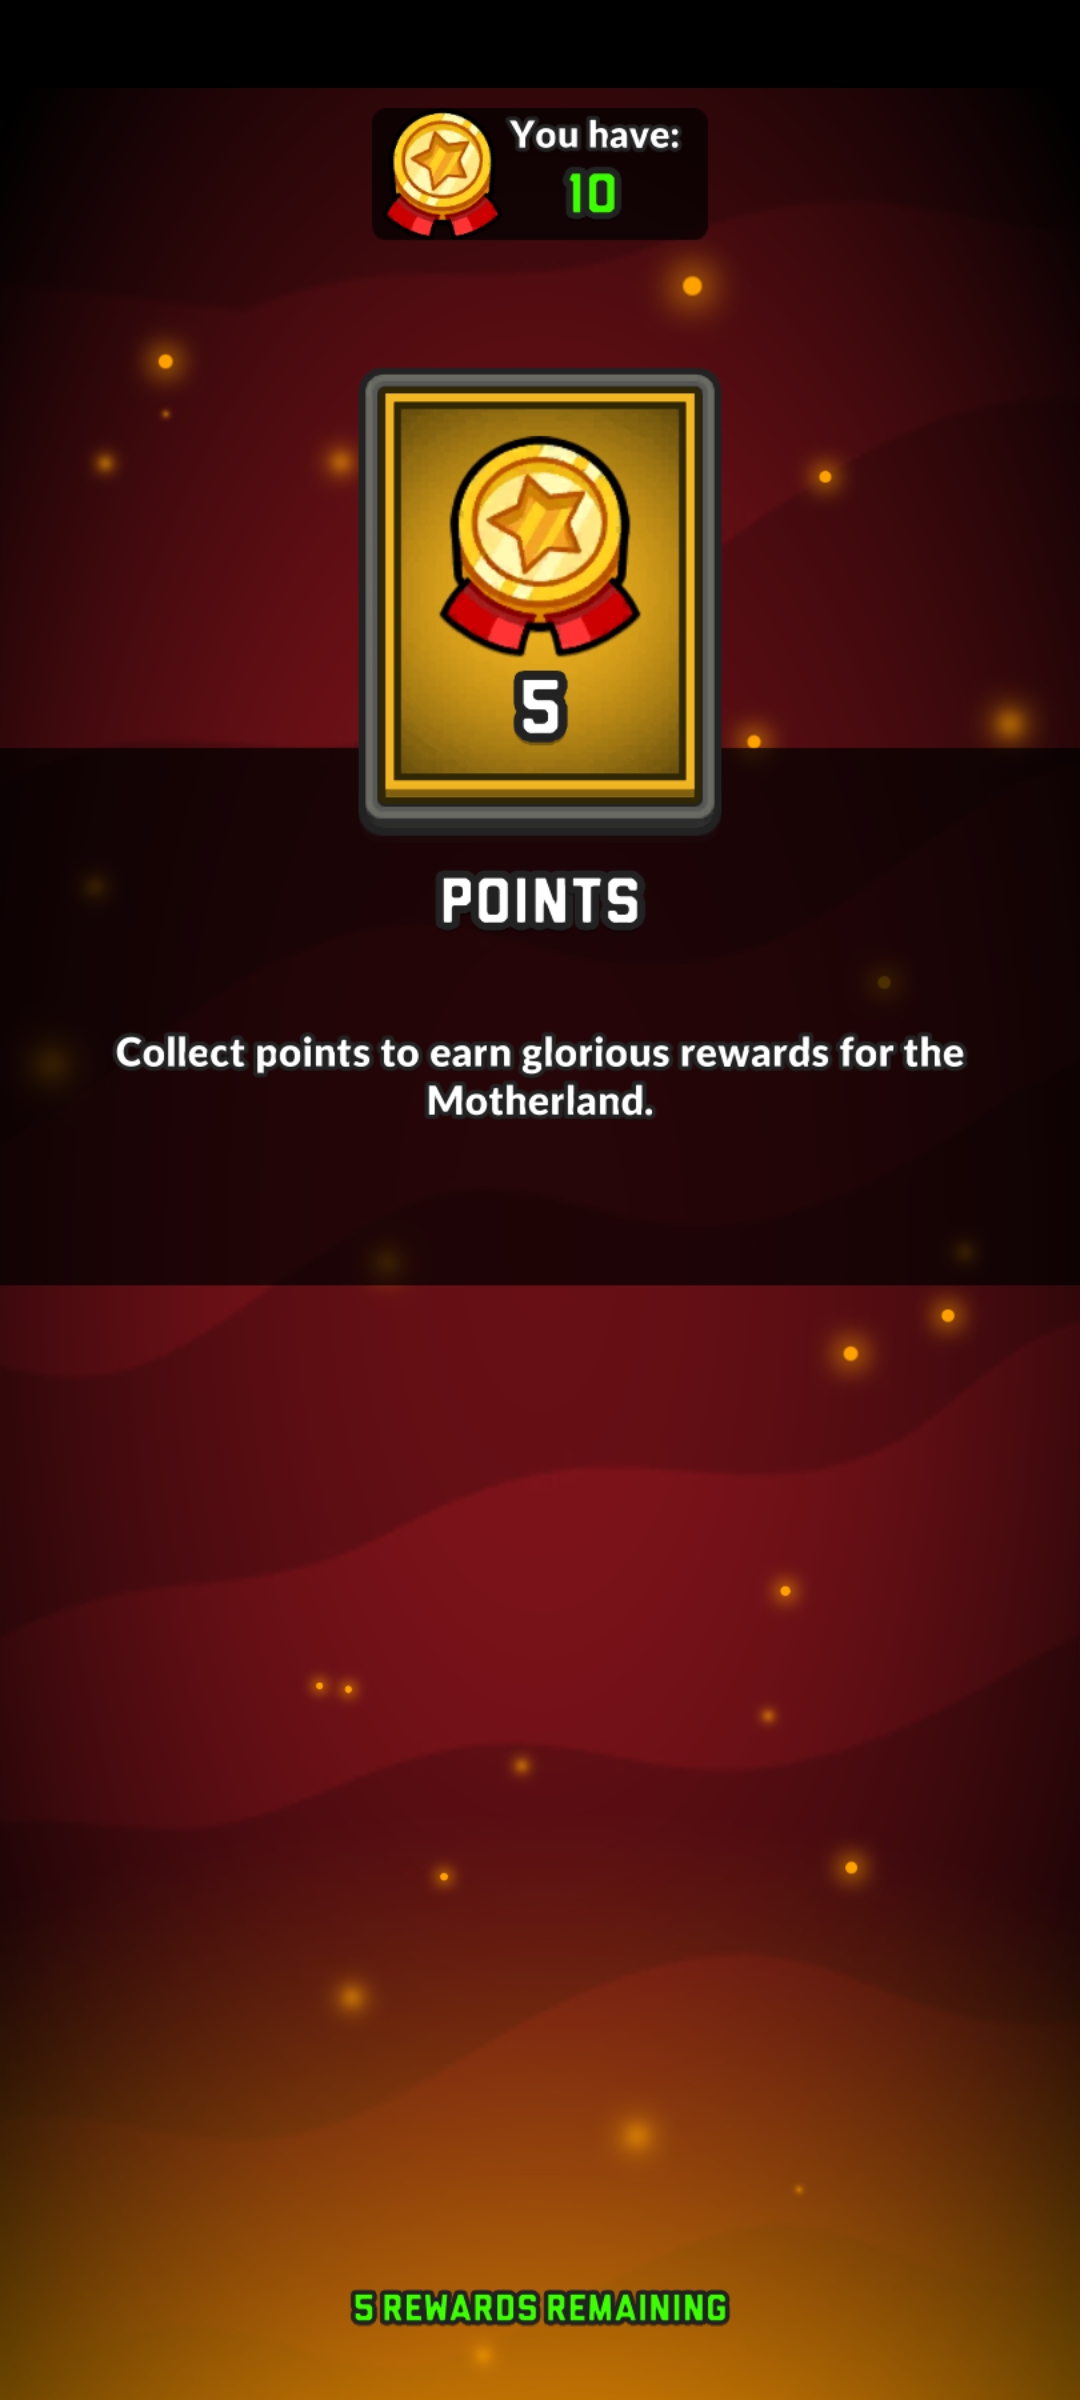 You have:
10
5
POINTS
Collect points to earn glorious rewards for the
Motherland.
5 REWARDS REMAINING